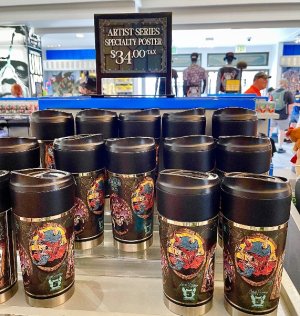 ARTIST SERIES
SPECIALTY POSTER
$34.00+TAX